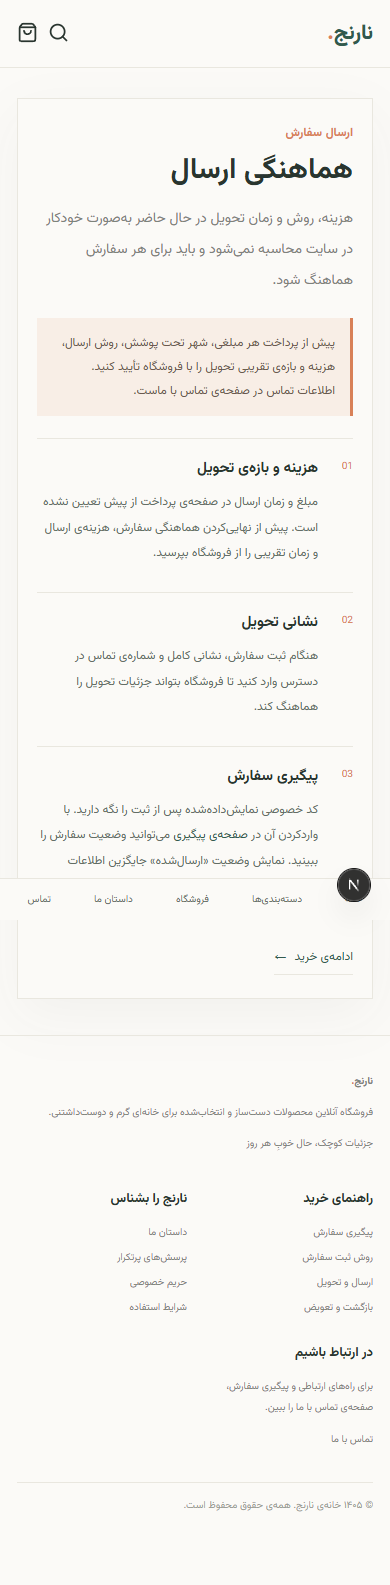 نارنج.
ارسال سفارش
هماهنگی ارسال
هزینه، روش و زمان تحویل در حال حاضر به‌صورت خودکار
در سایت محاسبه نمی‌شود و باید برای هر سفارش
هماهنگ شود.
پیش از پرداخت هر مبلغی، شهر تحت پوشش، روش ارسال،
هزینه و بازه‌ی تقریبی تحویل را با فروشگاه تأیید کنید.
اطلاعات تماس در صفحه‌ی تماس با ماست.
01
هزینه و بازه‌ی تحویل
مبلغ و زمان ارسال در صفحه‌ی پرداخت از پیش تعیین نشده
است. پیش از نهایی‌کردن هماهنگی سفارش، هزینه‌ی ارسال
و زمان تقریبی را از فروشگاه بپرسید.
02
نشانی تحویل
هنگام ثبت سفارش، نشانی کامل و شماره‌ی تماس در
دسترس وارد کنید تا فروشگاه بتواند جزئیات تحویل را
هماهنگ کند.
03
پیگیری سفارش
کد خصوصی نمایش‌داده‌شده پس از ثبت را نگه دارید. با
واردکردن آن در صفحه‌ی پیگیری می‌توانید وضعیت سفارش را
ببینید. نمایش وضعیت «ارسال‌شده» جایگزین اطلاعات
N
دسته‌بندی‌ها
فروشگاه
داستان ما
تماس
ادامه‌ی خرید ←
نارنج.
فروشگاه آنلاین محصولات دست‌ساز و انتخاب‌شده برای خانه‌ای گرم و دوست‌داشتنی.
جزئیات کوچک، حال خوبِ هر روز
راهنمای خرید
پیگیری سفارش
روش ثبت سفارش
ارسال و تحویل
بازگشت و تعویض
نارنج را بشناس
داستان ما
پرسش‌های پرتکرار
حریم خصوصی
شرایط استفاده
در ارتباط باشیم
برای راه‌های ارتباطی و پیگیری سفارش،
صفحه‌ی تماس با ما را ببین.
تماس با ما
© ۱۴۰۵ خانه‌ی نارنج. همه‌ی حقوق محفوظ است.